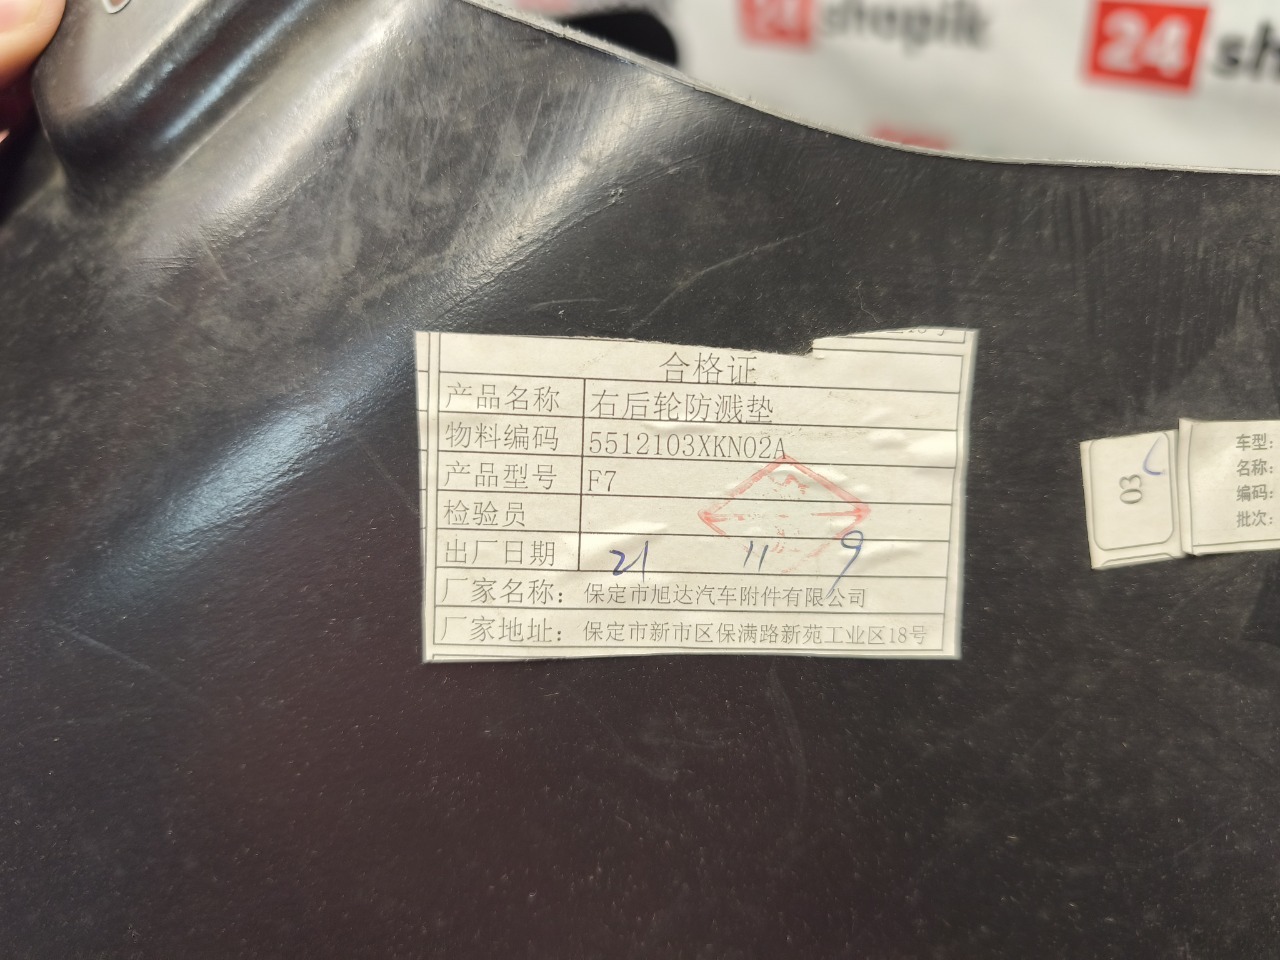 24 shopik
24 sh
合格证
产品名称 右后轮防溅垫
物料编码 5512103XKN02A
产品型号 F7
检验员
出厂日期 21 11 9
厂家名称： 保定市旭达汽车附件有限公司
厂家地址： 保定市新市区保满路新苑工业区18号
03
车型：
名称：
编码：
批次：